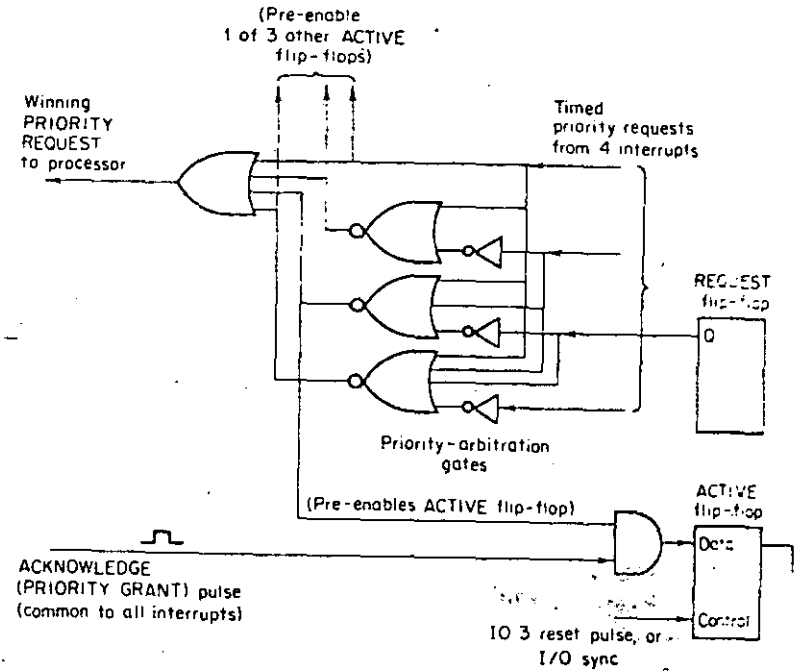 (Pre-enable
1 of 3 other ACTIVE
flip-flops)
Winning
PRIORITY
REQUEST
to processor
Timed
priority requests
from 4 interrupts
REQUEST
flip-flop
Q
Priority-arbitration
gates
(Pre-enables ACTIVE flip-flop)
ACTIVE
flip-flop
Data
ACKNOWLEDGE
(PRIORITY GRANT) pulse
(common to all interrupts)
Control
IO 3 reset pulse, or
I/O sync